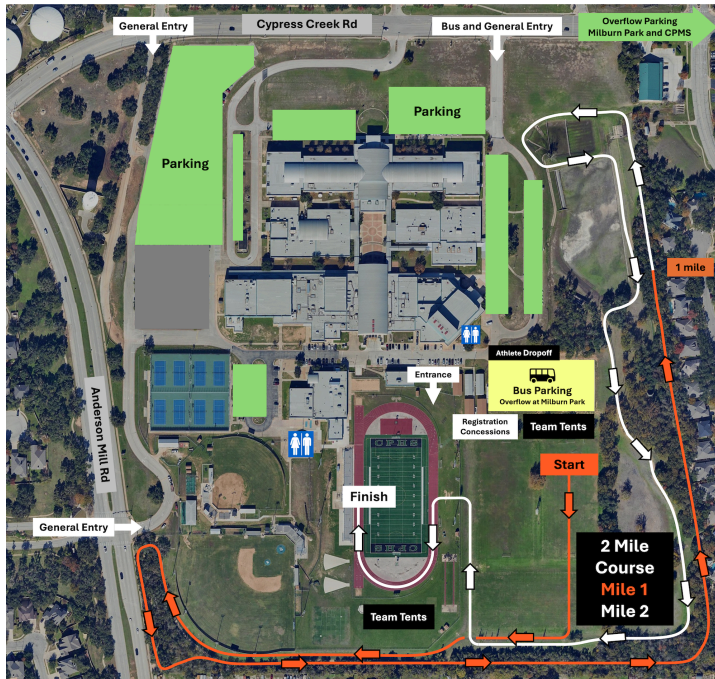 General Entry
Cypress Creek Rd
Bus and General Entry
Overflow Parking
Milburn Park and CPMS
Parking
Parking
1 mile
Athlete Dropoff
Entrance
Bus Parking
Overflow at Milburn Park
Anderson Mill Rd
Registration
Concessions
Team Tents
CPHS
Start
Finish
General Entry
CPHS
2 Mile
Course
Mile 1
Mile 2
Team Tents